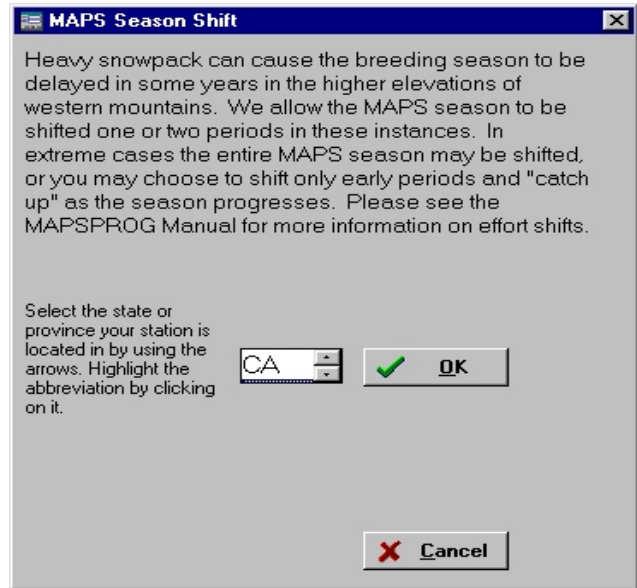 MAPS Season Shift
Heavy snowpack can cause the breeding season to be
delayed in some years in the higher elevations of
western mountains. We allow the MAPS season to be
shifted one or two periods in these instances. In
extreme cases the entire MAPS season may be shifted,
or you may choose to shift only early periods and "catch
up" as the season progresses. Please see the
MAPSPROG Manual for more information on effort shifts.
Select the state or
province your station is
located in by using the
arrows. Highlight the
abbreviation by clicking
on it.
CA
OK
Cancel